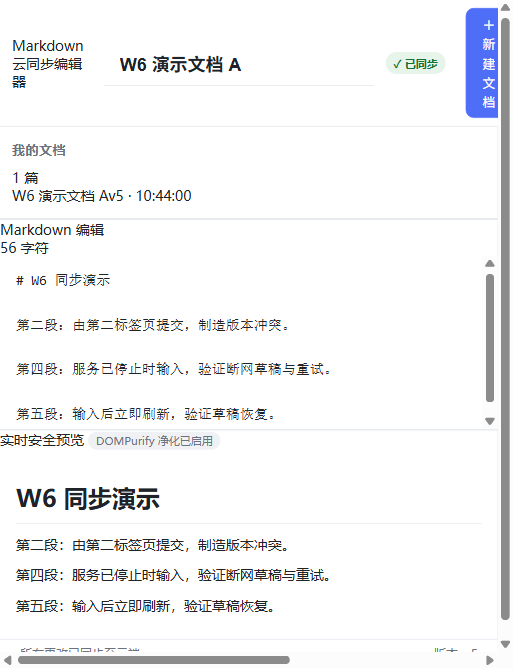 Markdown
云同步编辑
器
W6 演示文档 A
✓ 已同步
＋
新
建
文
档
我的文档
1 篇
W6 演示文档 Av5 · 10:44:00
Markdown 编辑
56 字符
# W6 同步演示
第二段：由第二标签页提交，制造版本冲突。
第四段：服务已停止时输入，验证断网草稿与重试。
第五段：输入后立即刷新，验证草稿恢复。
实时安全预览 DOMPurify 净化已启用
W6 同步演示
第二段：由第二标签页提交，制造版本冲突。
第四段：服务已停止时输入，验证断网草稿与重试。
第五段：输入后立即刷新，验证草稿恢复。